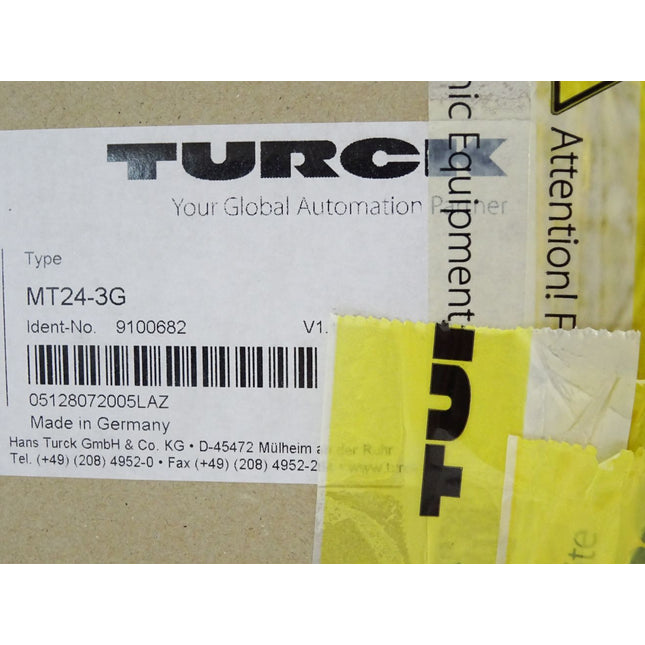 TURCK
Your Global Automation Partner
Type
MT24-3G
Ident-No. 9100682 V1.
05128072005LAZ
Made in Germany
Hans Turck GmbH & Co. KG • D-45472 Mülheim an der Ruhr
Tel. (+49) (208) 4952-0 • Fax (+49) (208) 4952-264 •
nic Equipment
Attention!
TUR